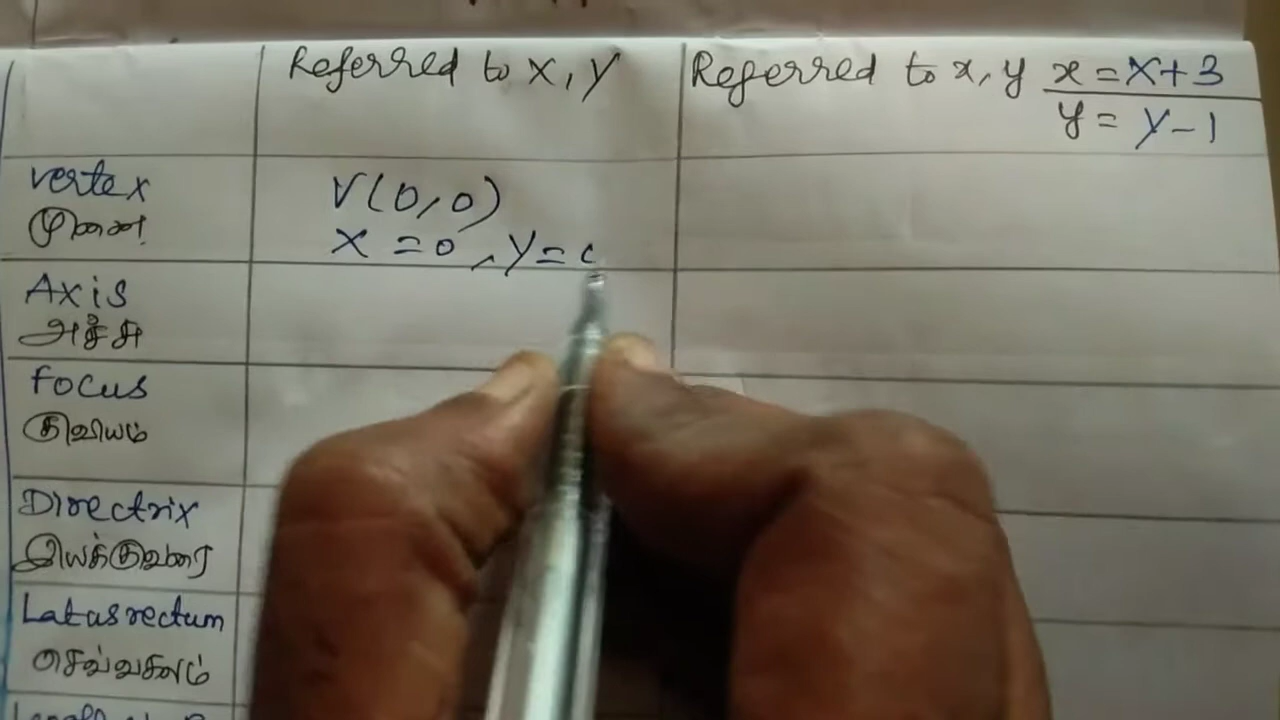 Referred to X, Y
Referred to x, y x = X+3
y = Y-1
Vertex
முனை
V(0,0)
X = 0, Y=
Axis
அச்சு
Focus
குவியம்
Directrix
இயக்குவரை
Latus rectum
செவ்வகலம்